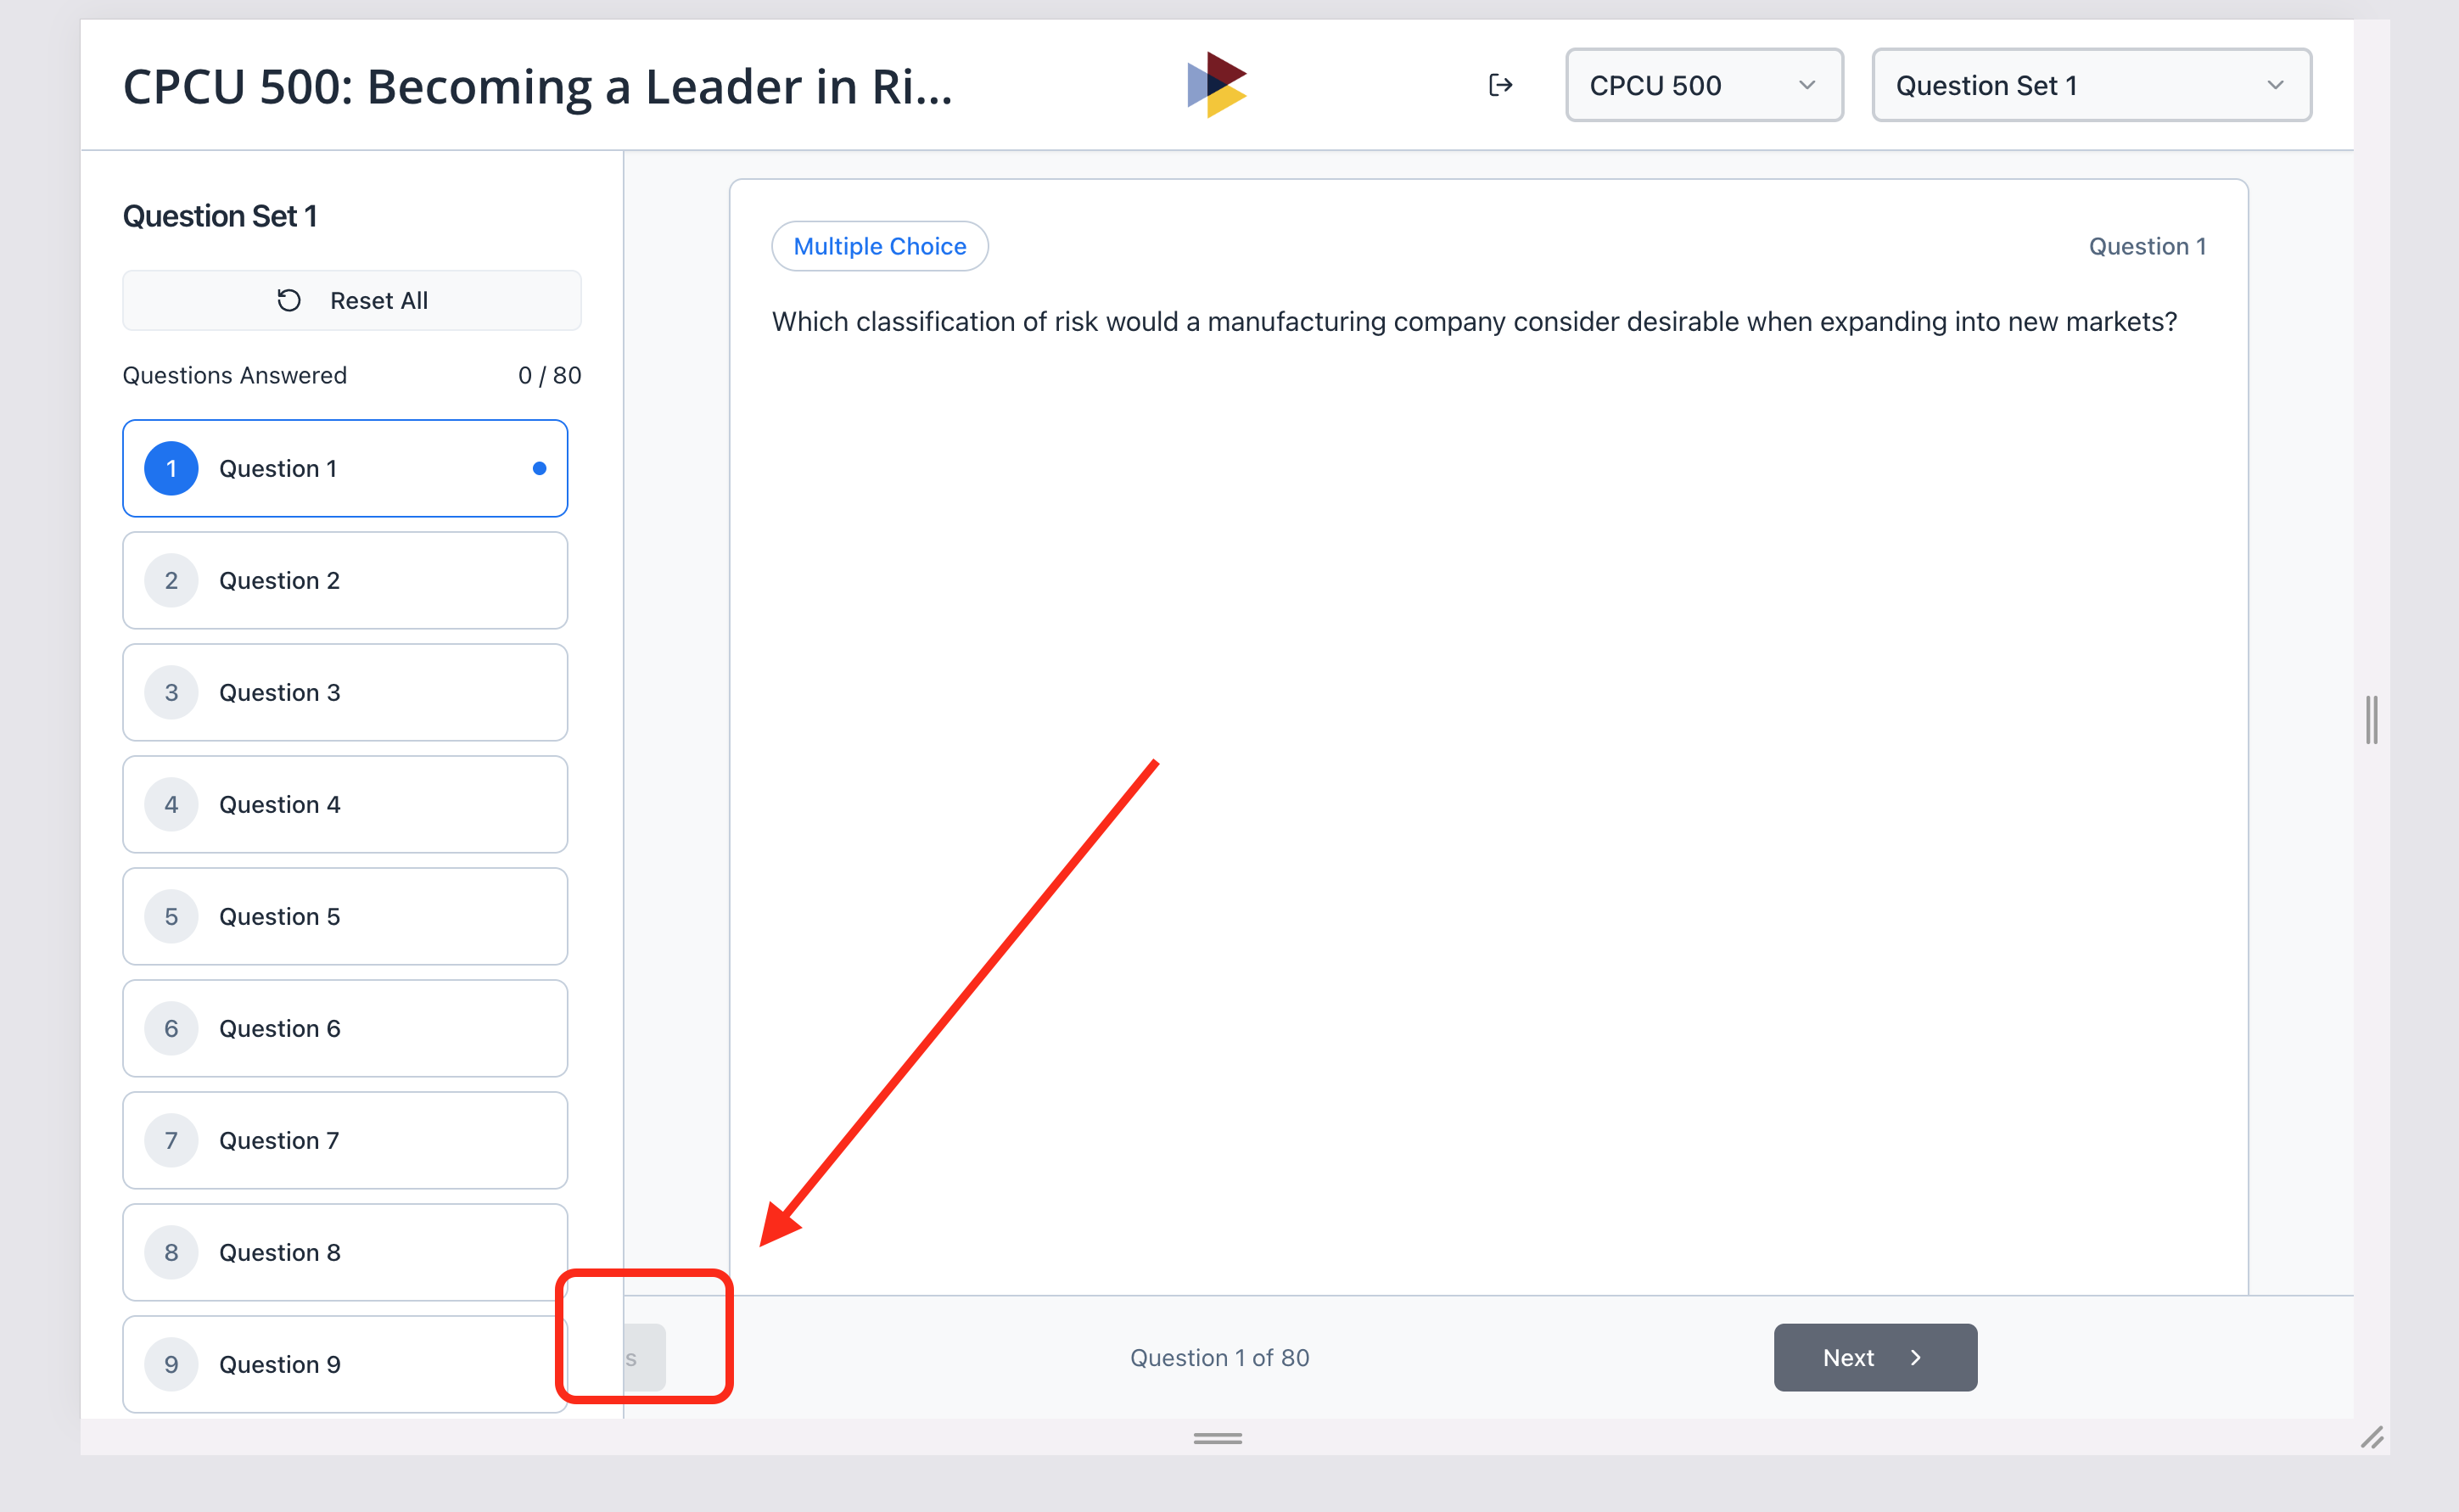 CPCU 500: Becoming a Leader in Ri...
CPCU 500
Question Set 1
Question Set 1
Reset All
Questions Answered
0 / 80
1
Question 1
2
Question 2
3
Question 3
4
Question 4
5
Question 5
6
Question 6
7
Question 7
8
Question 8
9
Question 9
Multiple Choice
Question 1
Which classification of risk would a manufacturing company consider desirable when expanding into new markets?
s
Question 1 of 80
Next